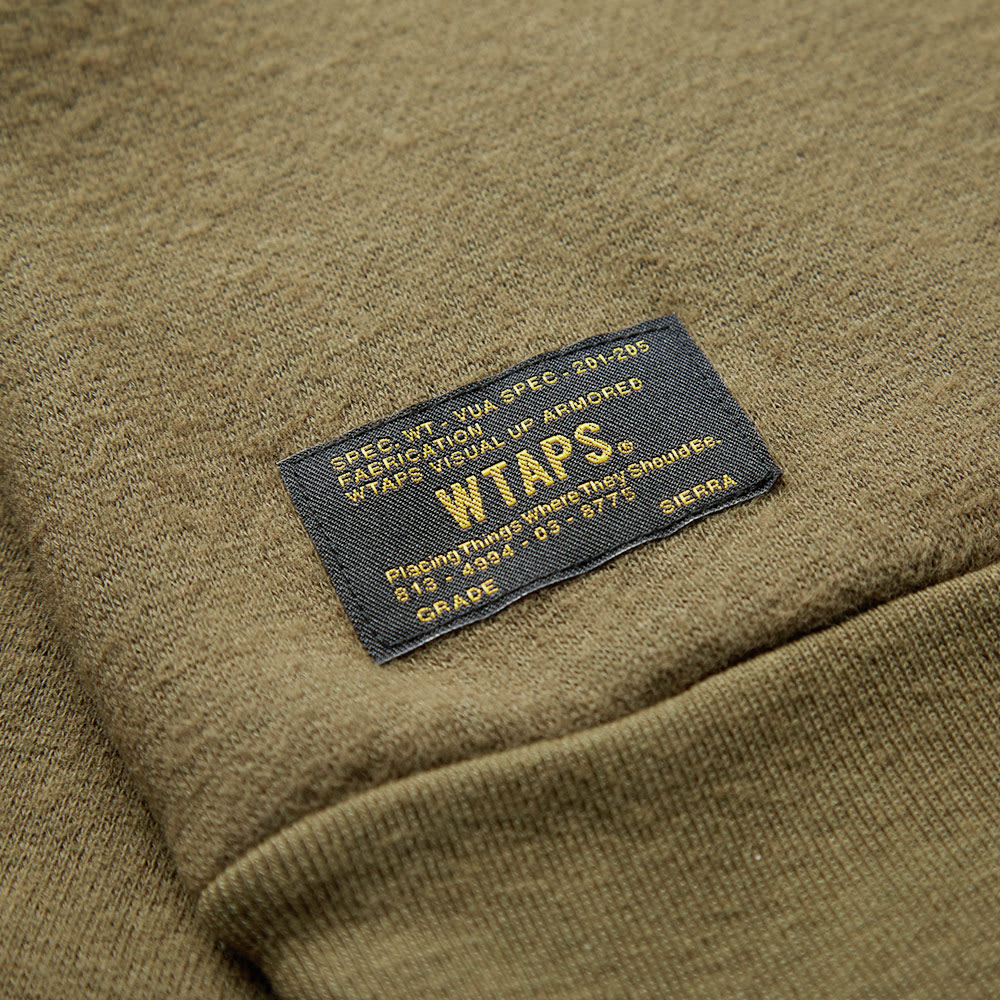 SPEC. WT - VUA SPEC - 201-205
FABRICATION
WTAPS VISUAL UP ARMORED
WTAPS®
Placing Things Where They Should Be.
813 - 4994 - 03 - 8775
GRADE SIERRA